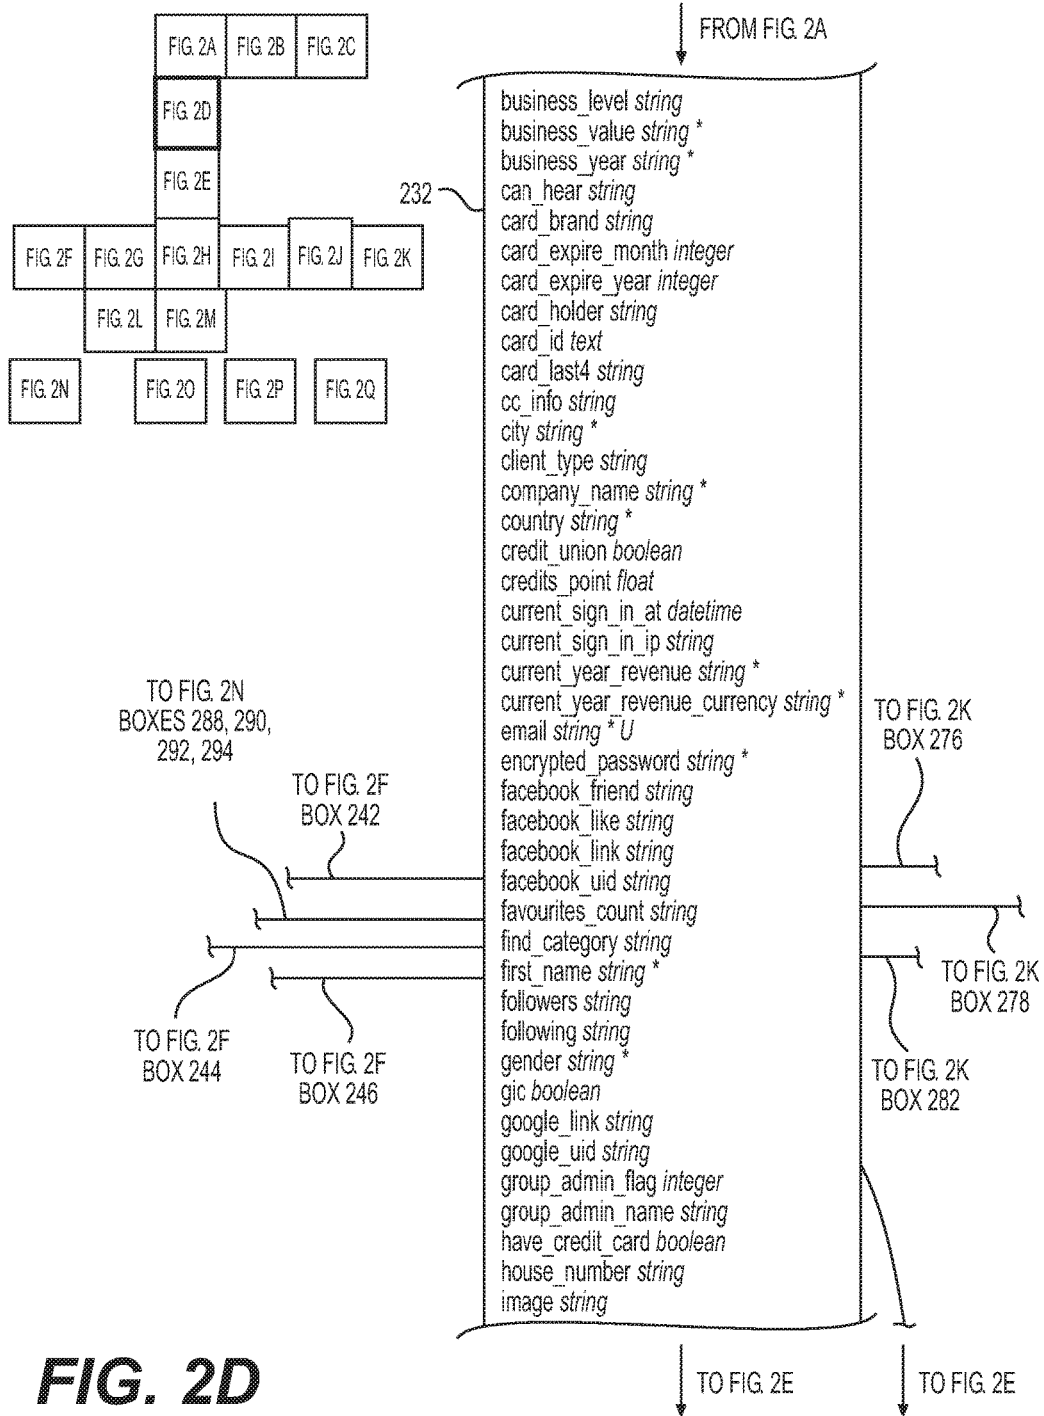 FROM FIG. 2A
FIG. 2A FIG. 2B FIG. 2C
FIG. 2D
FIG. 2E
FIG. 2F FIG. 2G FIG. 2H FIG. 2I FIG. 2J FIG. 2K
FIG. 2L FIG. 2M
FIG. 2N FIG. 2O FIG. 2P FIG. 2Q
232
business_level string
business_value string *
business_year string *
can_hear string
card_brand string
card_expire_month integer
card_expire_year integer
card_holder string
card_id text
card_last4 string
cc_info string
city string *
client_type string
company_name string *
country string *
credit_union boolean
credits_point float
current_sign_in_at datetime
current_sign_in_ip string
current_year_revenue string *
current_year_revenue_currency string *
email string * U
encrypted_password string *
facebook_friend string
facebook_like string
facebook_link string
facebook_uid string
favourites_count string
find_category string
first_name string *
followers string
following string
gender string *
gic boolean
google_link string
google_uid string
group_admin_flag integer
group_admin_name string
have_credit_card boolean
house_number string
image string
TO FIG. 2N
BOXES 288, 290,
292, 294
TO FIG. 2F
BOX 242
TO FIG. 2F
BOX 244
TO FIG. 2F
BOX 246
TO FIG. 2K
BOX 276
TO FIG. 2K
BOX 278
TO FIG. 2K
BOX 282
TO FIG. 2E
TO FIG. 2E
FIG. 2D